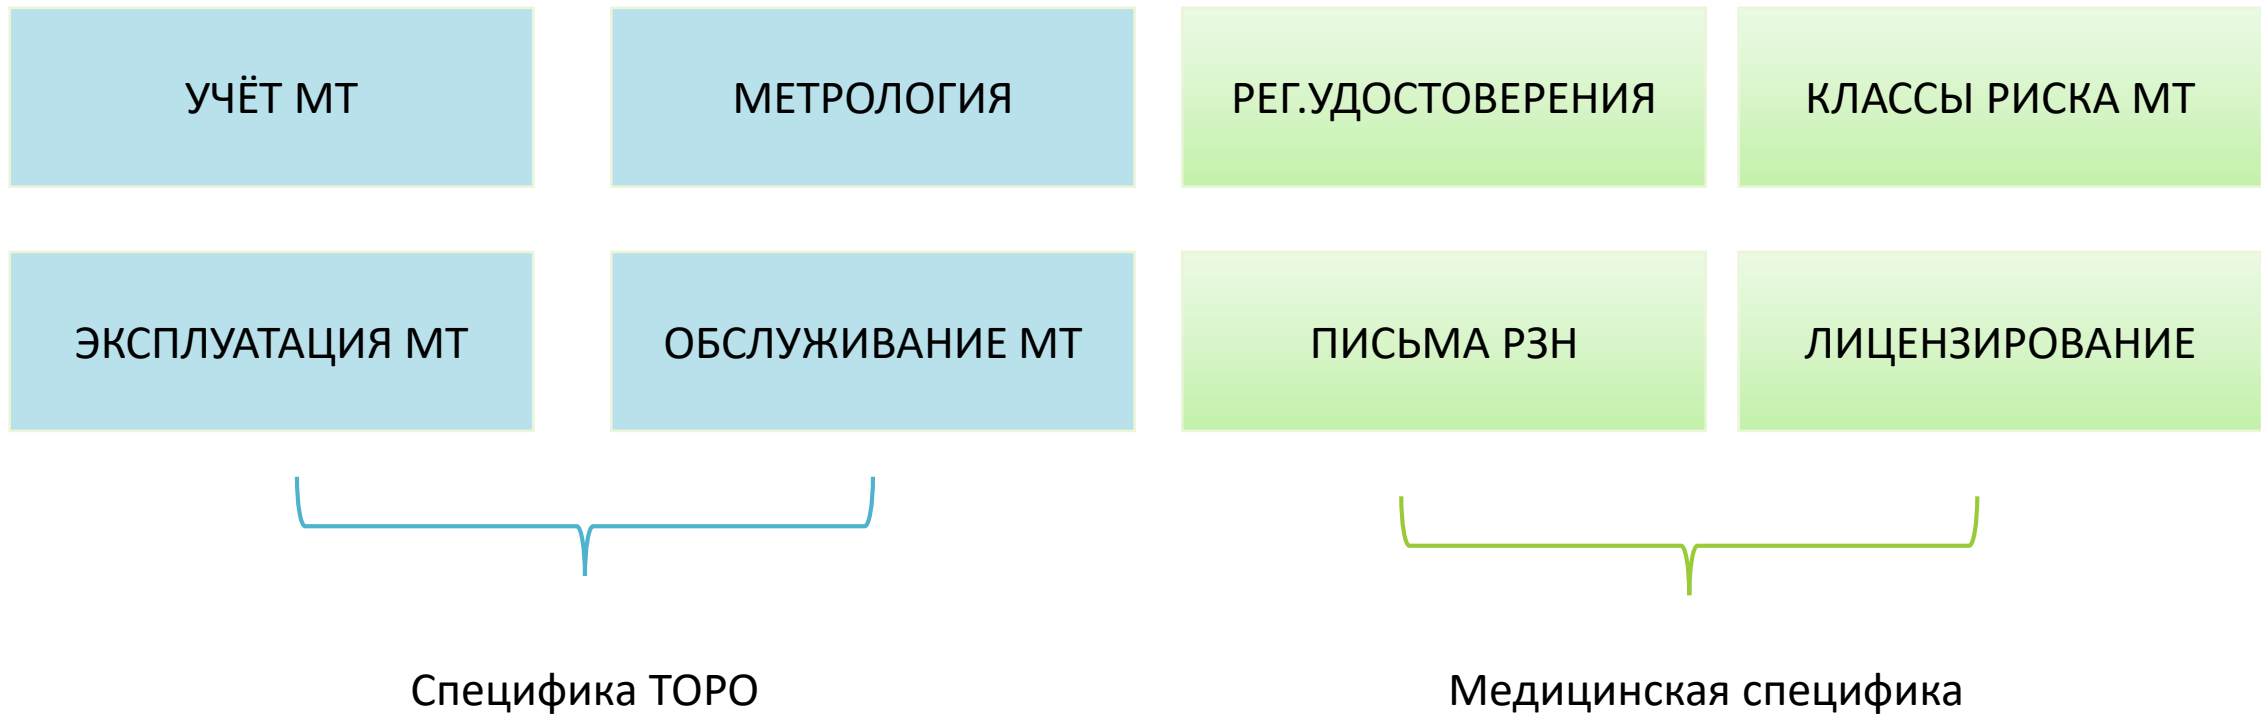 УЧЁТ МТ
МЕТРОЛОГИЯ
РЕГ.УДОСТОВЕРЕНИЯ
КЛАССЫ РИСКА МТ
ЭКСПЛУАТАЦИЯ МТ
ОБСЛУЖИВАНИЕ МТ
ПИСЬМА РЗН
ЛИЦЕНЗИРОВАНИЕ
Специфика ТОРО
Медицинская специфика